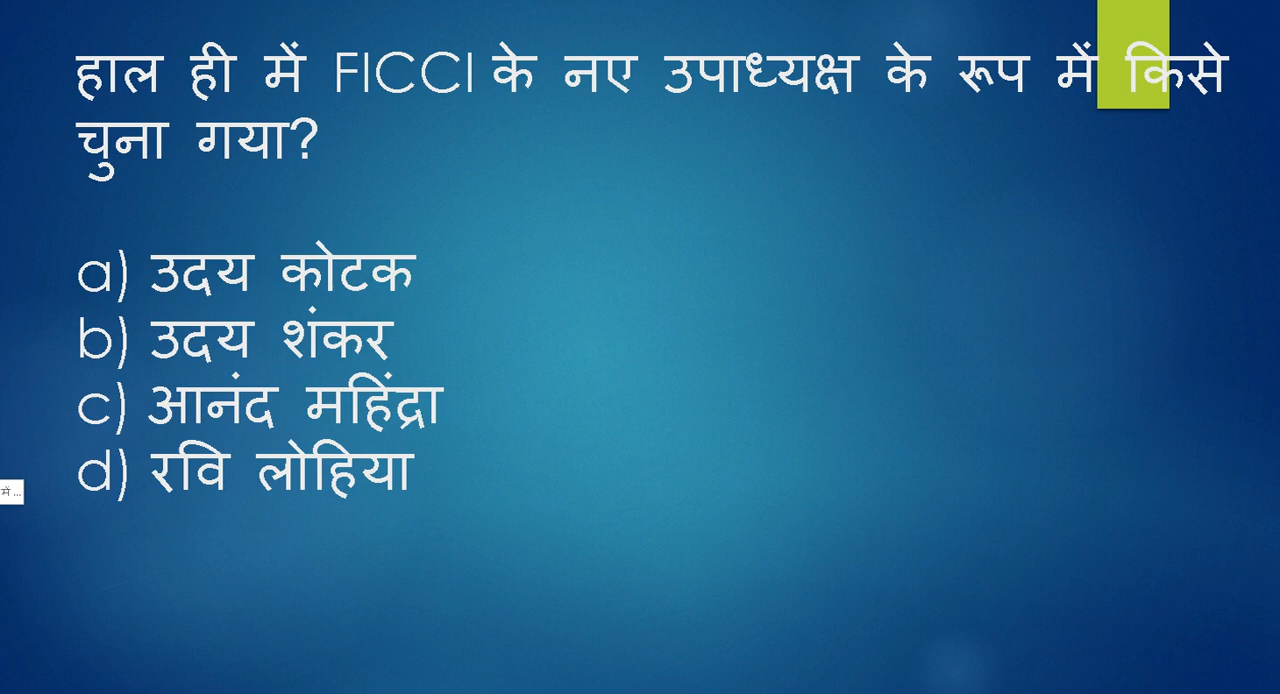 हाल ही में FICCI के नए उपाध्यक्ष के रूप में किसे
चुना गया?
a) उदय कोटक
b) उदय शंकर
c) आनंद महिंद्रा
d) रवि लोहिया
में ...